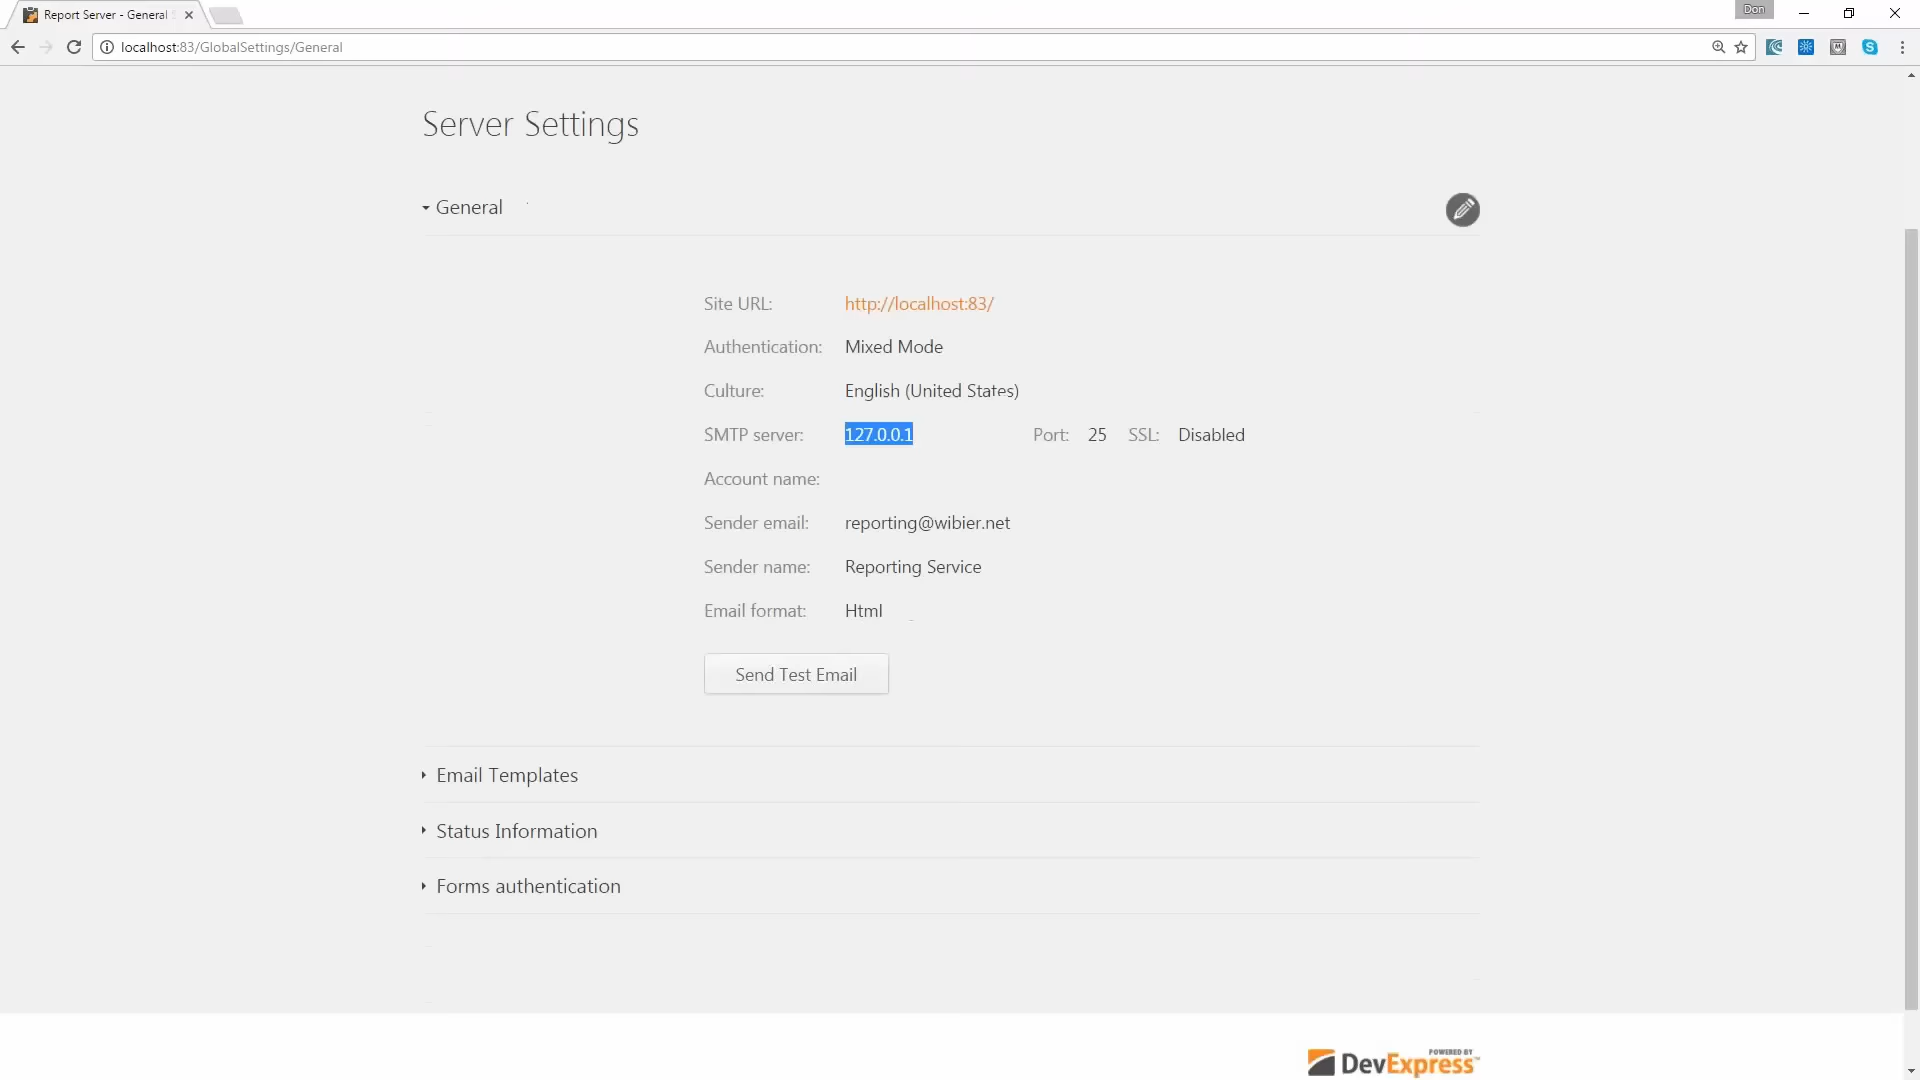 Report Server - General
Don
localhost:83/GlobalSettings/General
Server Settings
General
Site URL: http://localhost:83/
Authentication: Mixed Mode
Culture: English (United States)
SMTP server: 127.0.0.1 Port: 25 SSL: Disabled
Account name:
Sender email: reporting@wibier.net
Sender name: Reporting Service
Email format: Html
Send Test Email
Email Templates
Status Information
Forms authentication
POWERED BY
DevExpress